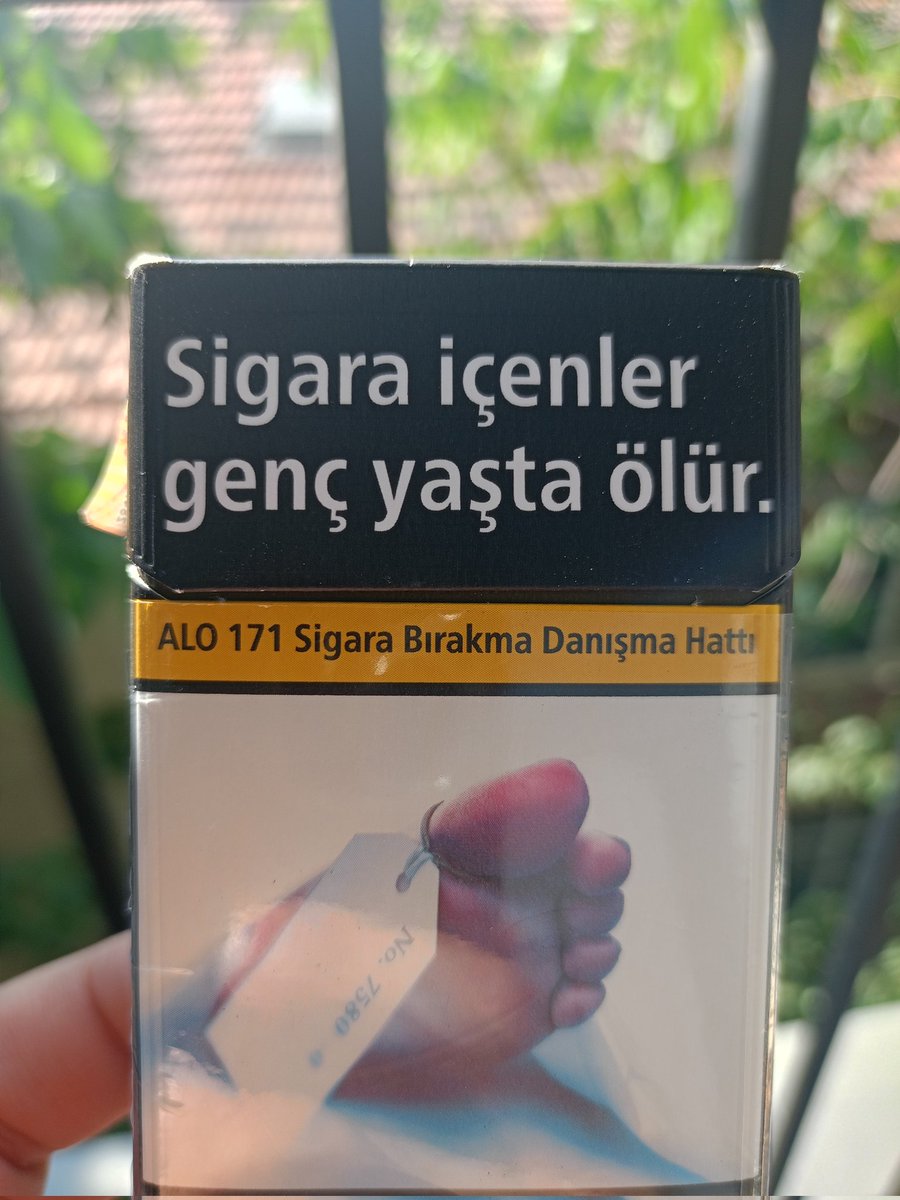 Sigara içenler
genç yaşta ölür.
ALO 171 Sigara Bırakma Danışma Hattı
No. 7580